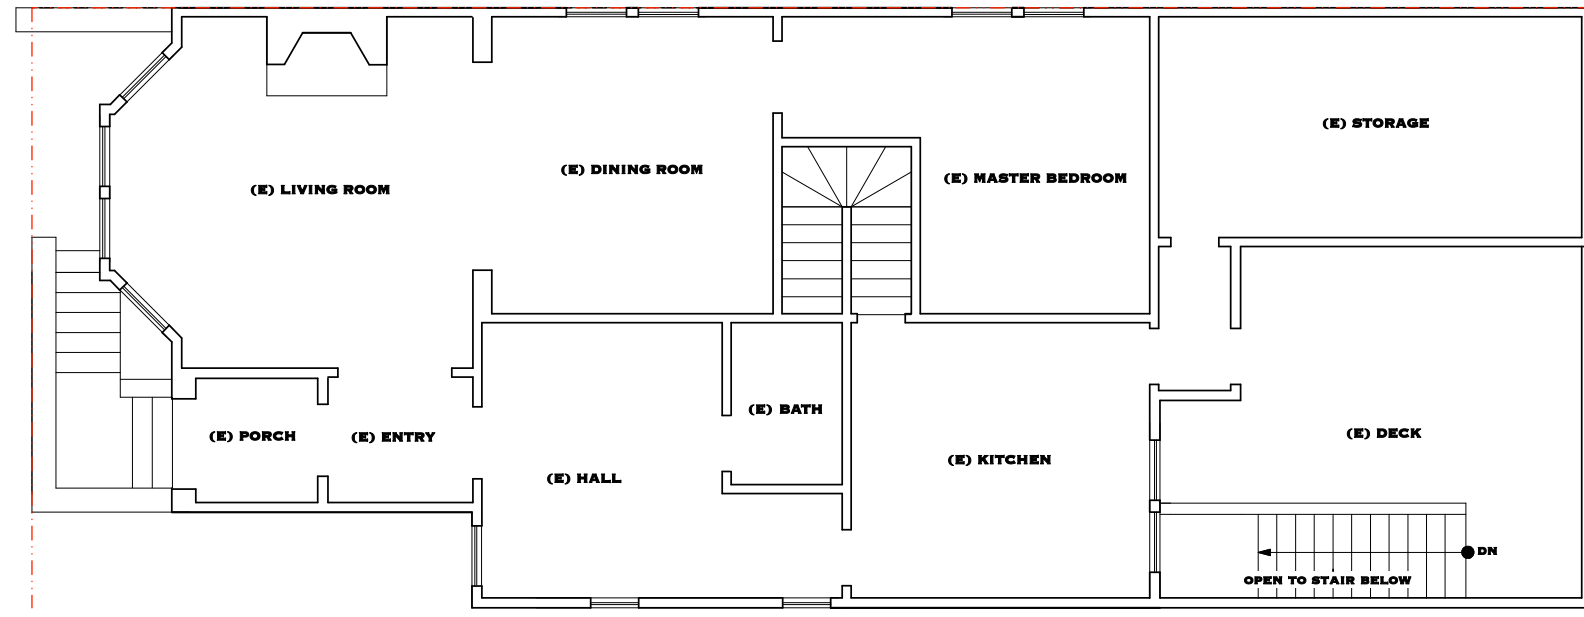 (E) STORAGE
(E) DINING ROOM
(E) MASTER BEDROOM
(E) LIVING ROOM
(E) BATH
(E) DECK
(E) PORCH
(E) ENTRY
(E) KITCHEN
(E) HALL
DN
OPEN TO STAIR BELOW